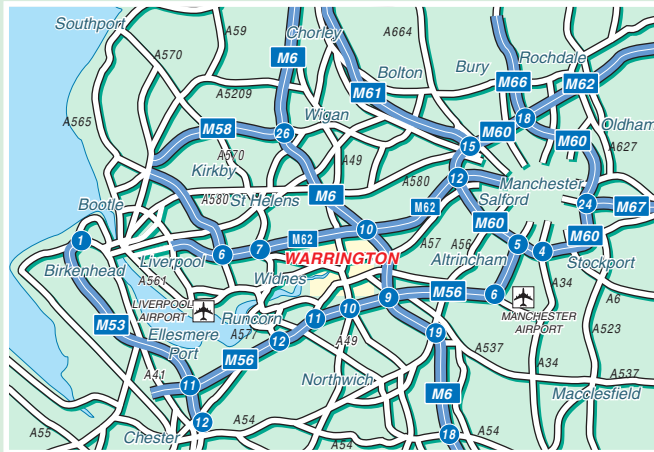 Southport
A59
Chorley
A664
A570
M6
Bolton
Bury
Rochdale
M66
M62
M61
A5209
A565
Wigan
18
Oldham
M58
26
M60
M60
15
A627
A570
A49
Kirkby
12
Manchester
A580
St Helens
M6
A580
Salford
24
M67
Bootle
M62
M60
1
10
A57
A56
5
4
M60
6
7
M62
Liverpool
WARRINGTON
Altrincham
Stockport
Birkenhead
A561
Widnes
A34
9
M56
6
A6
LIVERPOOL
AIRPORT
10
MANCHESTER
AIRPORT
M53
Runcorn
11
A523
Ellesmere
Port
A577
12
A49
19
A537
M56
A34
A41
A537
11
Northwich
M6
Macclesfield
12
A54
A54
A55
Chester
A54
18